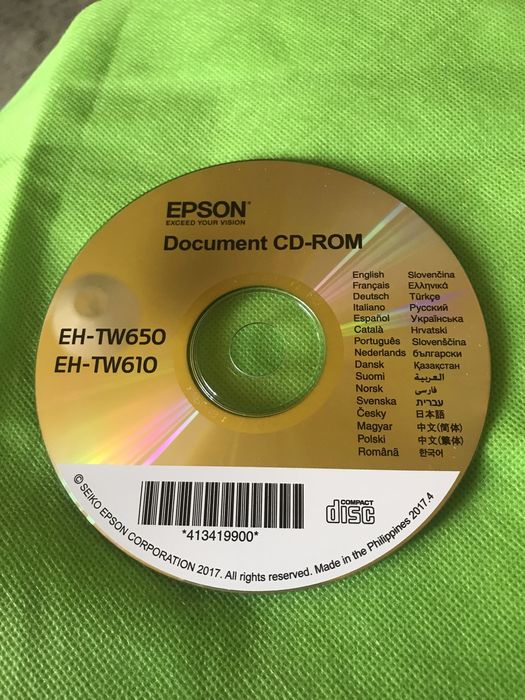 EPSON®
EXCEED YOUR VISION
Document CD-ROM
EH-TW650
EH-TW610
English
Français
Deutsch
Italiano
Español
Català
Português
Nederlands
Dansk
Suomi
Norsk
Svenska
Česky
Magyar
Polski
Română
Slovenčina
Ελληνικά
Türkçe
Русский
Українська
Hrvatski
Slovenščina
български
Қазақстан
العربية
فارسی
עברית
日本語
中文(简体)
中文(繁体)
한국어
*413419900*
COMPACT
disc
© SEIKO EPSON CORPORATION 2017. All rights reserved. Made in the Philippines 2017.4